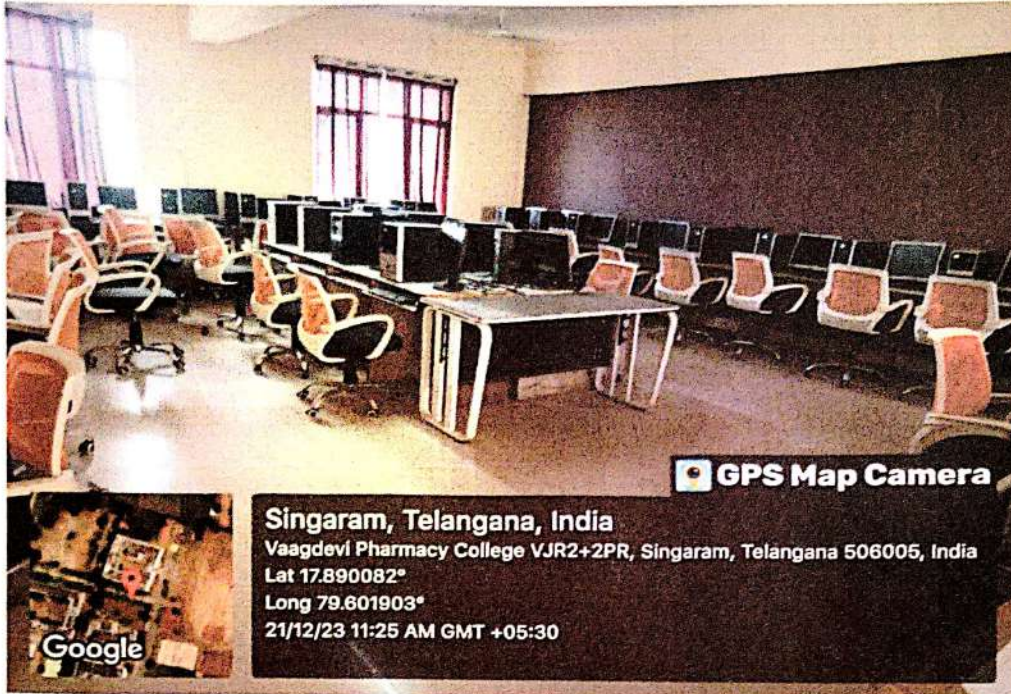 GPS Map Camera
Singaram, Telangana, India
Vaagdevi Pharmacy College VJR2+2PR, Singaram, Telangana 506005, India
Lat 17.890082°
Long 79.601903°
21/12/23 11:25 AM GMT +05:30
Google